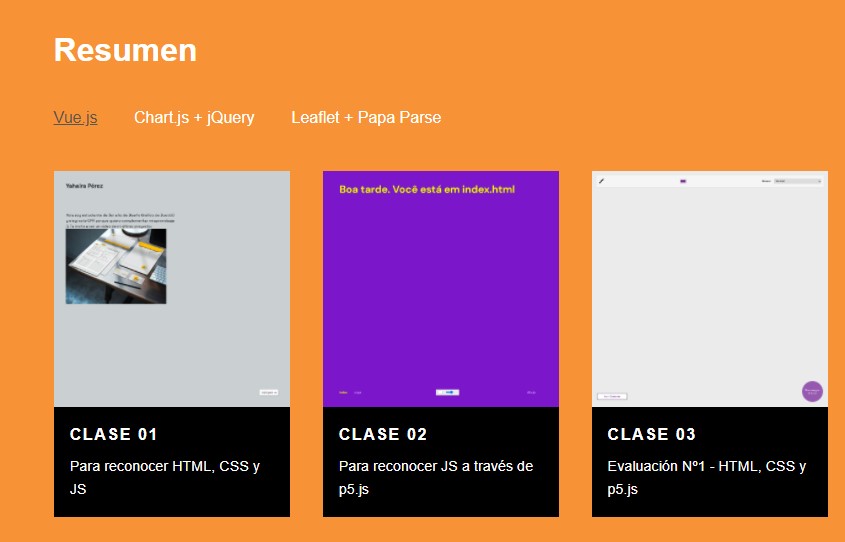 Resumen
Vue.js Chart.js + jQuery Leaflet + Papa Parse
Yahaira Pérez
Boa tarde. Você está em index.html
CLASE 01
Para reconocer HTML, CSS y
JS
CLASE 02
Para reconocer JS a través de
p5.js
CLASE 03
Evaluación Nº1 - HTML, CSS y
p5.js